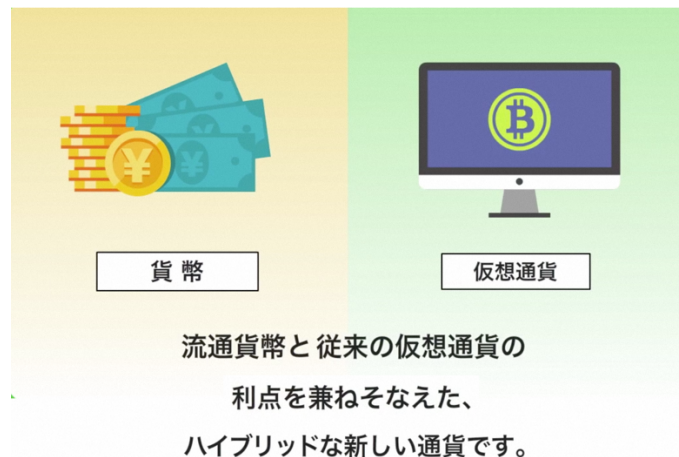 貨幣
仮想通貨
流通貨幣と従来の仮想通貨の
利点を兼ねそなえた、
ハイブリッドな新しい通貨です。